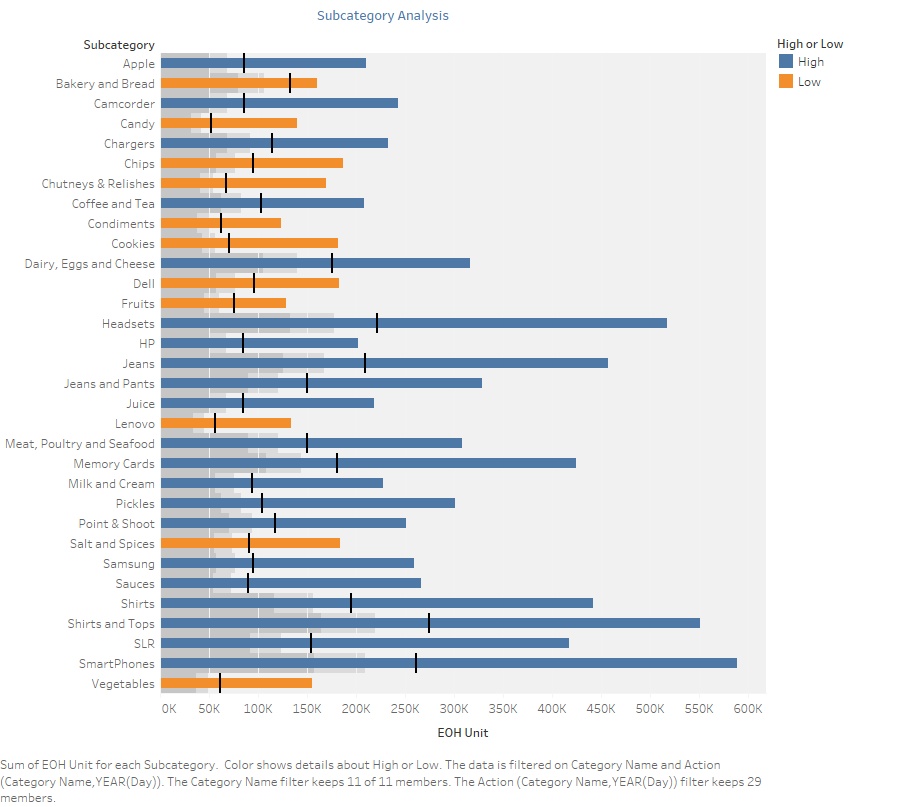 Subcategory Analysis
Subcategory
High or Low
Apple
High
Bakery and Bread
Low
Camcorder
Candy
Chargers
Chips
Chutneys & Relishes
Coffee and Tea
Condiments
Cookies
Dairy, Eggs and Cheese
Dell
Fruits
Headsets
HP
Jeans
Jeans and Pants
Juice
Lenovo
Meat, Poultry and Seafood
Memory Cards
Milk and Cream
Pickles
Point & Shoot
Salt and Spices
Samsung
Sauces
Shirts
Shirts and Tops
SLR
SmartPhones
Vegetables
0K 50K 100K 150K 200K 250K 300K 350K 400K 450K 500K 550K 600K
EOH Unit
Sum of EOH Unit for each Subcategory. Color shows details about High or Low. The data is filtered on Category Name and Action
(Category Name,YEAR(Day)). The Category Name filter keeps 11 of 11 members. The Action (Category Name,YEAR(Day)) filter keeps 29
members.